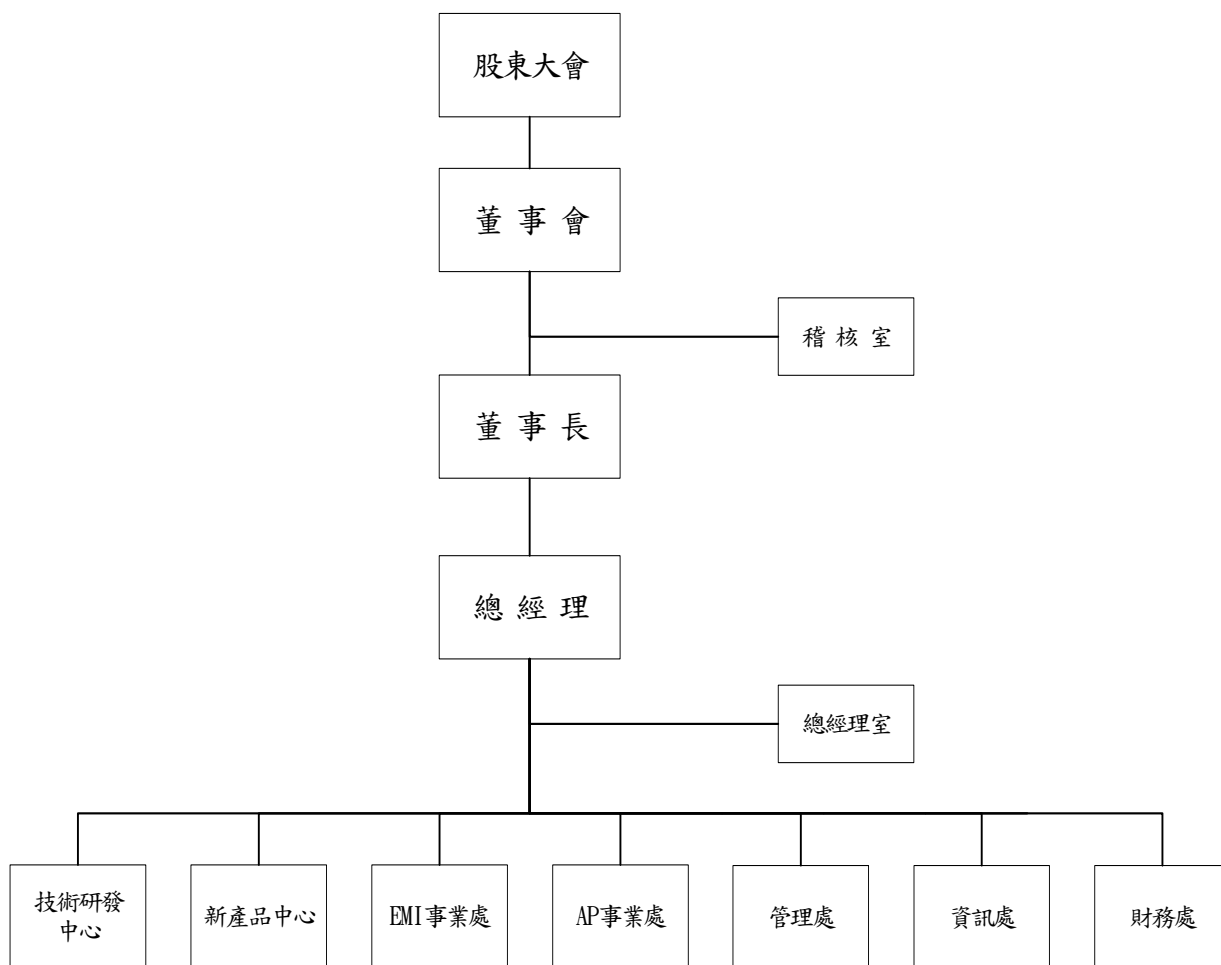 股東大會
董 事 會
稽 核 室
董 事 長
總 經 理
總經理室
技術研發
中心
新產品中心
EMI事業處
AP事業處
管理處
資訊處
財務處